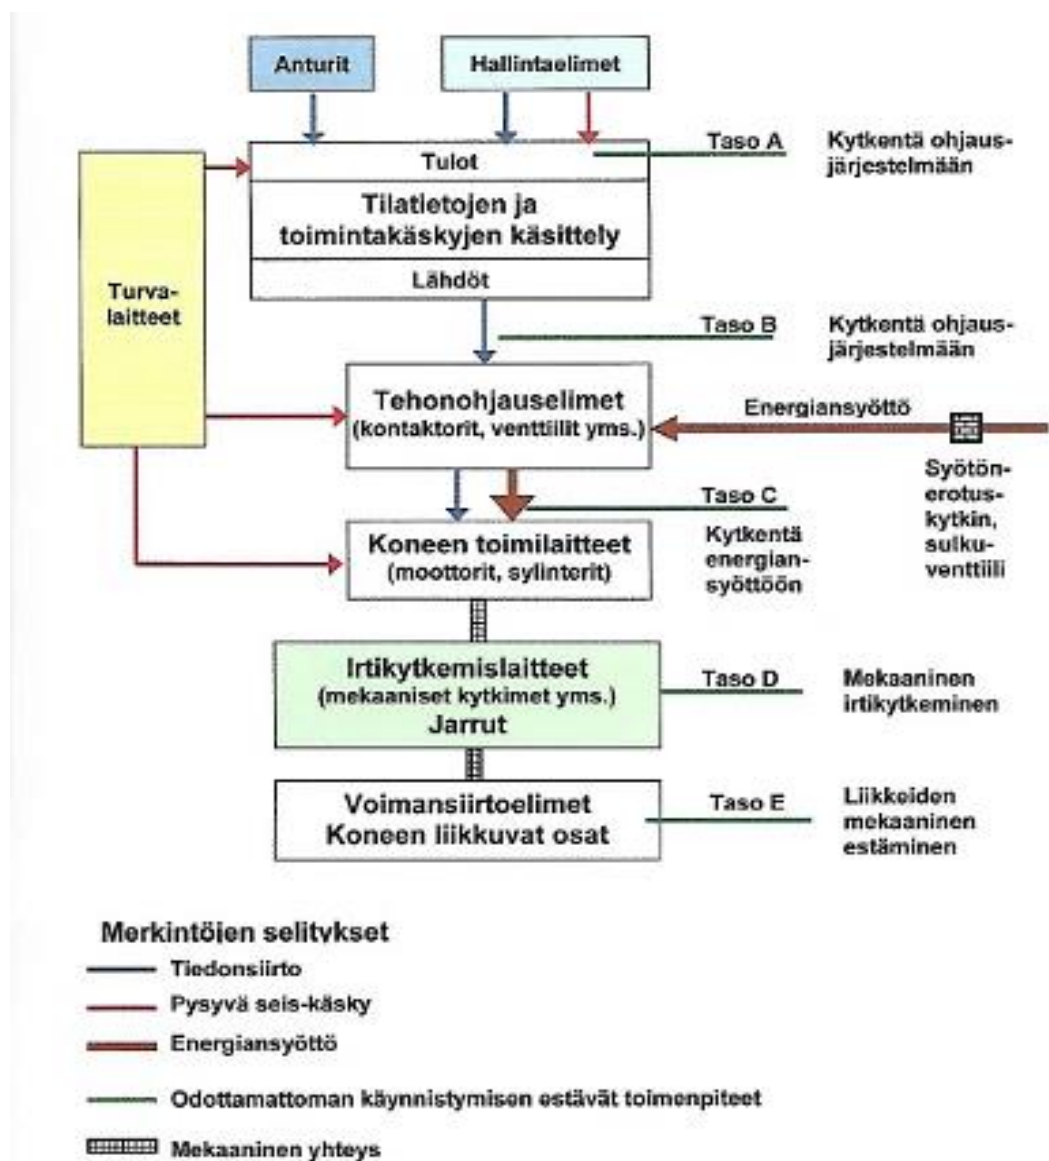 Anturit
Hallintaelimet
Taso A
Kytkentä ohjaus-
järjestelmään
Tulot
Tilatietojen ja
toimintakäskyjen käsittely
Lähdöt
Turva-
laitteet
Taso B
Kytkentä ohjaus-
järjestelmään
Tehonohjauselimet
(kontaktorit, venttiilit yms.)
Energiansyöttö
Syötön-
erotus-
kytkin,
sulku-
venttiili
Taso C
Kytkentä
energian-
syöttöön
Koneen toimilaitteet
(moottorit, sylinterit)
Irtikytkemislaitteet
(mekaaniset kytkimet yms.)
Jarrut
Taso D
Mekaaninen
irtikytkeminen
Voimansiirtoelimet
Koneen liikkuvat osat
Taso E
Liikkeiden
mekaaninen
estäminen
Merkintöjen selitykset
Tiedonsiirto
Pysyvä seis-käsky
Energiansyöttö
Odottamattoman käynnistymisen estävät toimenpiteet
Mekaaninen yhteys